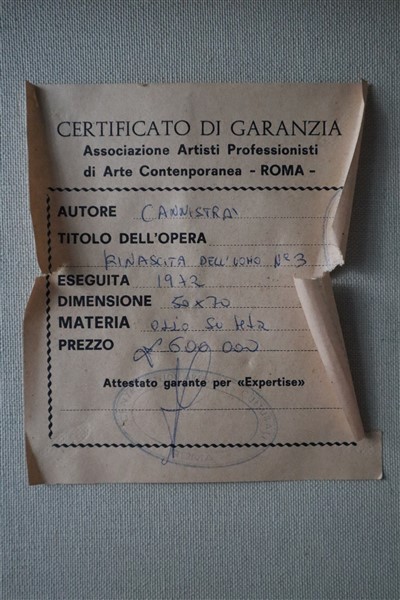 CERTIFICATO DI GARANZIA
Associazione Artisti Professionisti
di Arte Contenporanea - ROMA -
AUTORE CANNISTRA'
TITOLO DELL'OPERA
RINASCITA DELL'UOMO N°3
ESEGUITA 1972
DIMENSIONE 50x70
MATERIA olio su tela
PREZZO £ 600 000
Attestato garante per «Expertise»